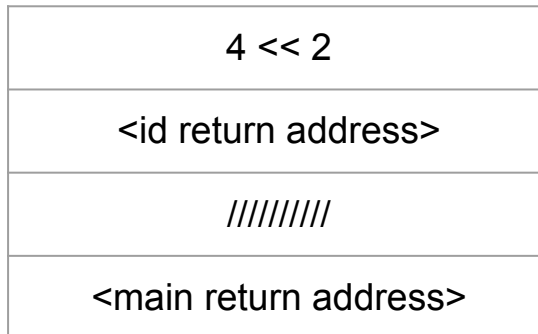 4 << 2
<id return address>
//////////
<main return address>